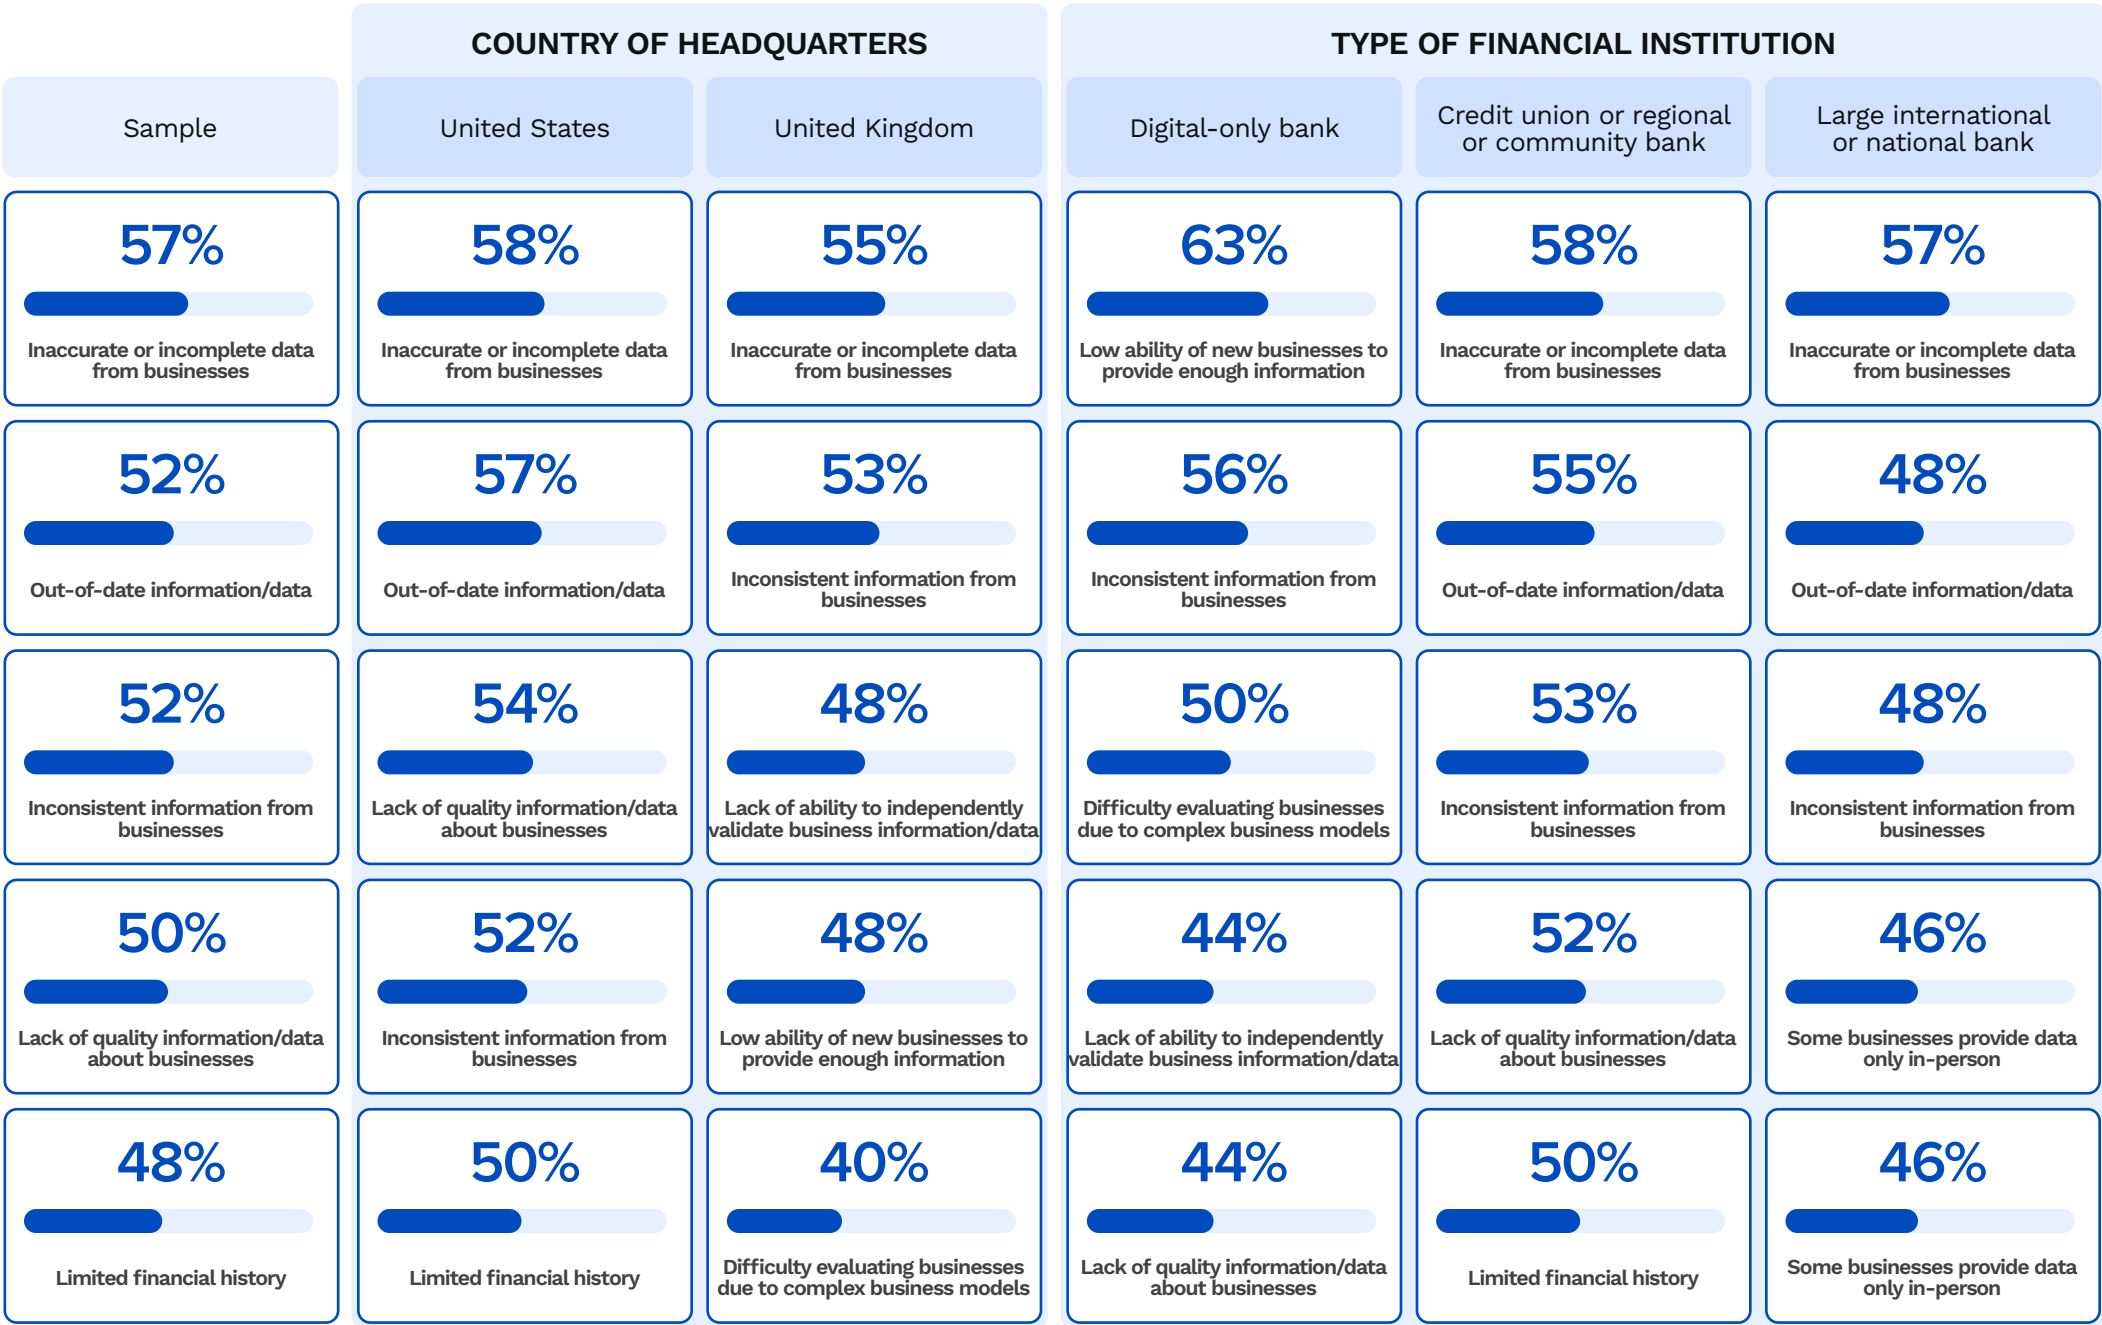 COUNTRY OF HEADQUARTERS
TYPE OF FINANCIAL INSTITUTION
Sample
United States
United Kingdom
Digital-only bank
Credit union or regional
or community bank
Large international
or national bank
57%
Inaccurate or incomplete data
from businesses
58%
Inaccurate or incomplete data
from businesses
55%
Inaccurate or incomplete data
from businesses
63%
Low ability of new businesses to
provide enough information
58%
Inaccurate or incomplete data
from businesses
57%
Inaccurate or incomplete data
from businesses
52%
Out-of-date information/data
57%
Out-of-date information/data
53%
Inconsistent information from
businesses
56%
Inconsistent information from
businesses
55%
Out-of-date information/data
48%
Out-of-date information/data
52%
Inconsistent information from
businesses
54%
Lack of quality information/data
about businesses
48%
Lack of ability to independently
validate business information/data
50%
Difficulty evaluating businesses
due to complex business models
53%
Inconsistent information from
businesses
48%
Inconsistent information from
businesses
50%
Lack of quality information/data
about businesses
52%
Inconsistent information from
businesses
48%
Low ability of new businesses to
provide enough information
44%
Lack of ability to independently
validate business information/data
52%
Lack of quality information/data
about businesses
46%
Some businesses provide data
only in-person
48%
Limited financial history
50%
Limited financial history
40%
Difficulty evaluating businesses
due to complex business models
44%
Lack of quality information/data
about businesses
50%
Limited financial history
46%
Some businesses provide data
only in-person